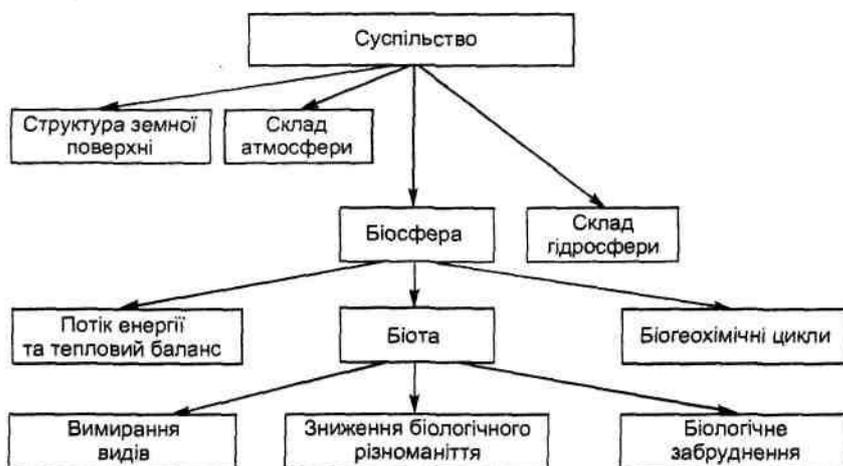 Суспільство
Структура земної
поверхні
Склад
атмосфери
Біосфера
Склад
гідросфери
Потік енергії
та тепловий баланс
Біота
Біогеохімічні цикли
Вимирання
видів
Зниження біологічного
різноманіття
Біологічне
забруднення